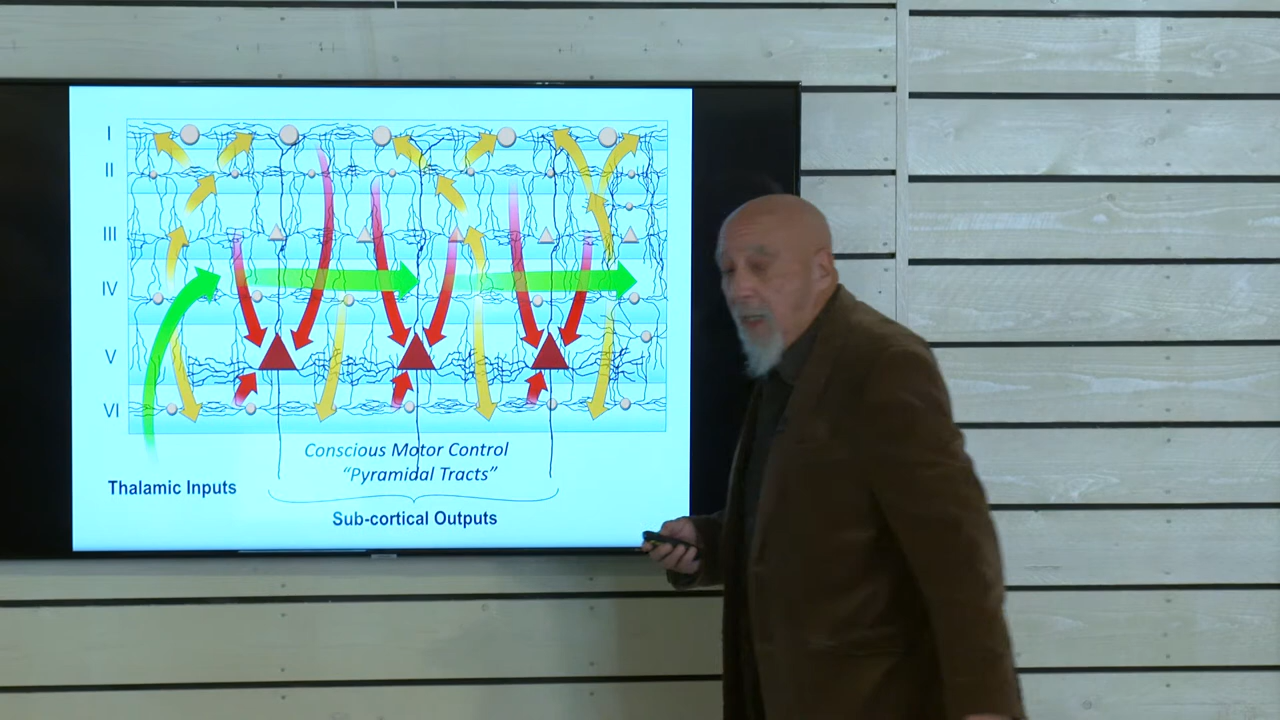 I
II
III
IV
V
VI
Conscious Motor Control
“Pyramidal Tracts”
Thalamic Inputs
Sub-cortical Outputs